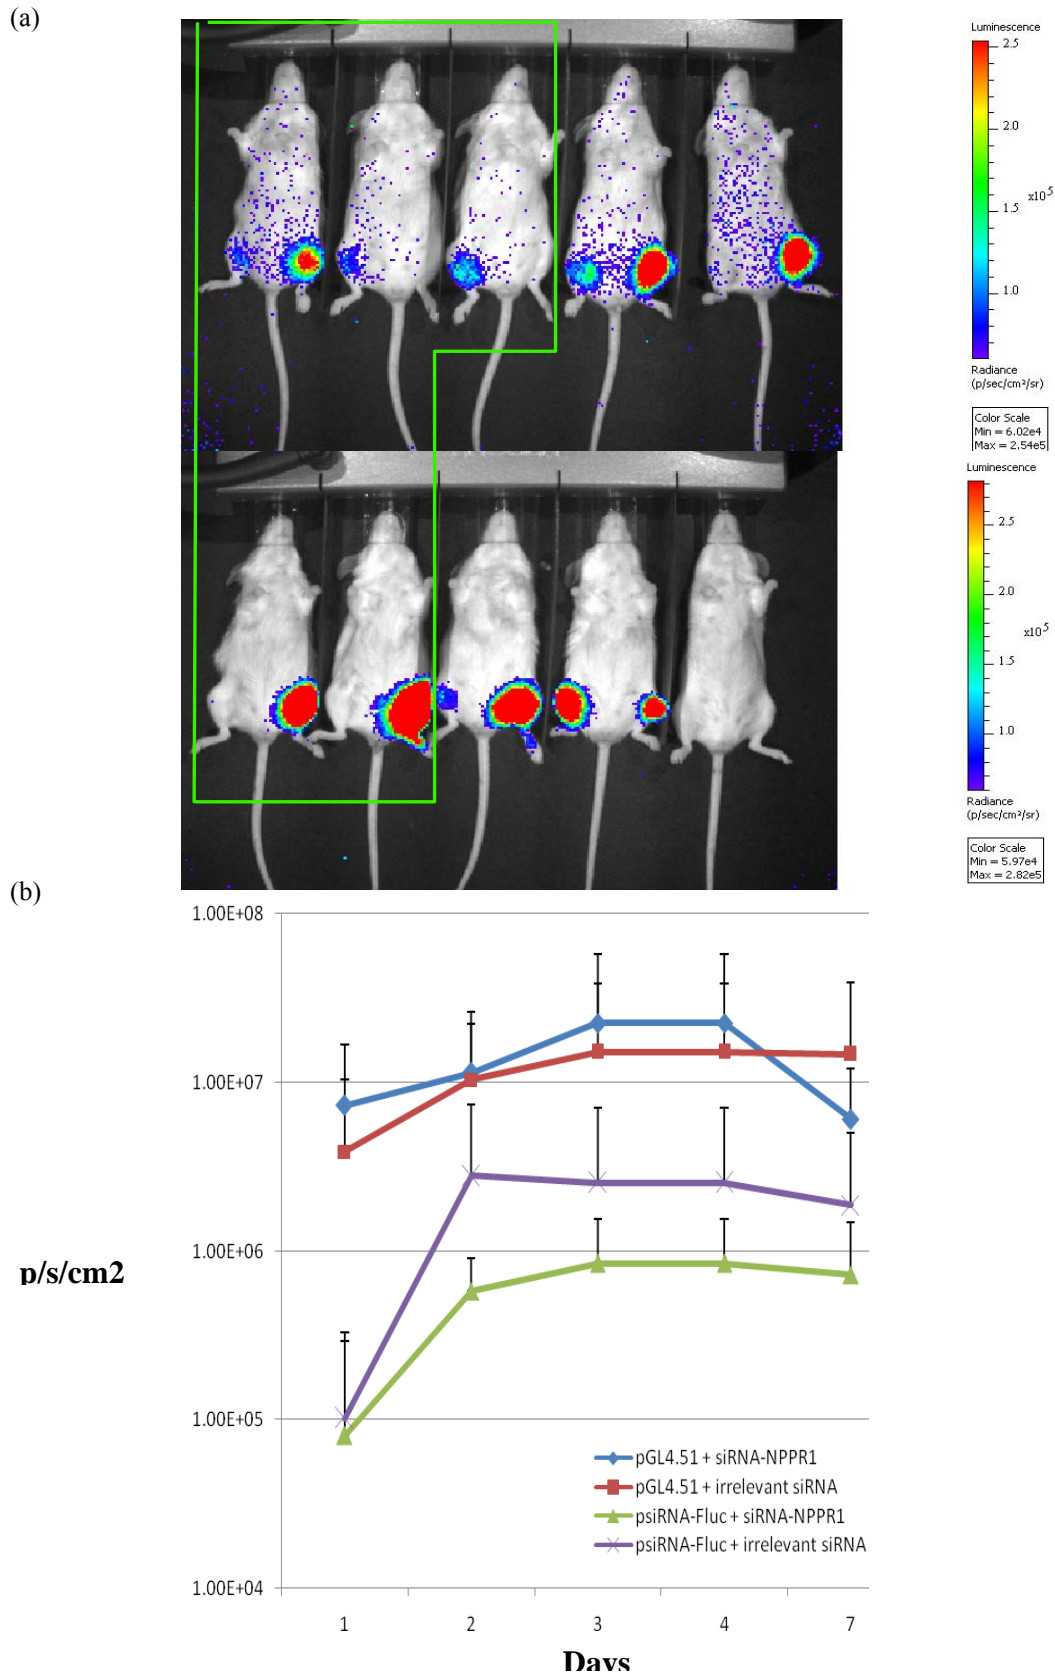 (a)
Luminescence
2.5
2.0
1.5
x10⁵
1.0
Radiance
(p/sec/cm²/sr)
Color Scale
Min = 6.02e4
Max = 2.54e5
Luminescence
2.5
2.0
x10⁵
1.5
1.0
Radiance
(p/sec/cm²/sr)
Color Scale
Min = 5.97e4
Max = 2.82e5
(b)
1.00E+08
1.00E+07
1.00E+06
p/s/cm2
1.00E+05
1.00E+04
pGL4.51 + siRNA-NPPR1
pGL4.51 + irrelevant siRNA
psiRNA-Fluc + siRNA-NPPR1
psiRNA-Fluc + irrelevant siRNA
1 2 3 4 7
Days